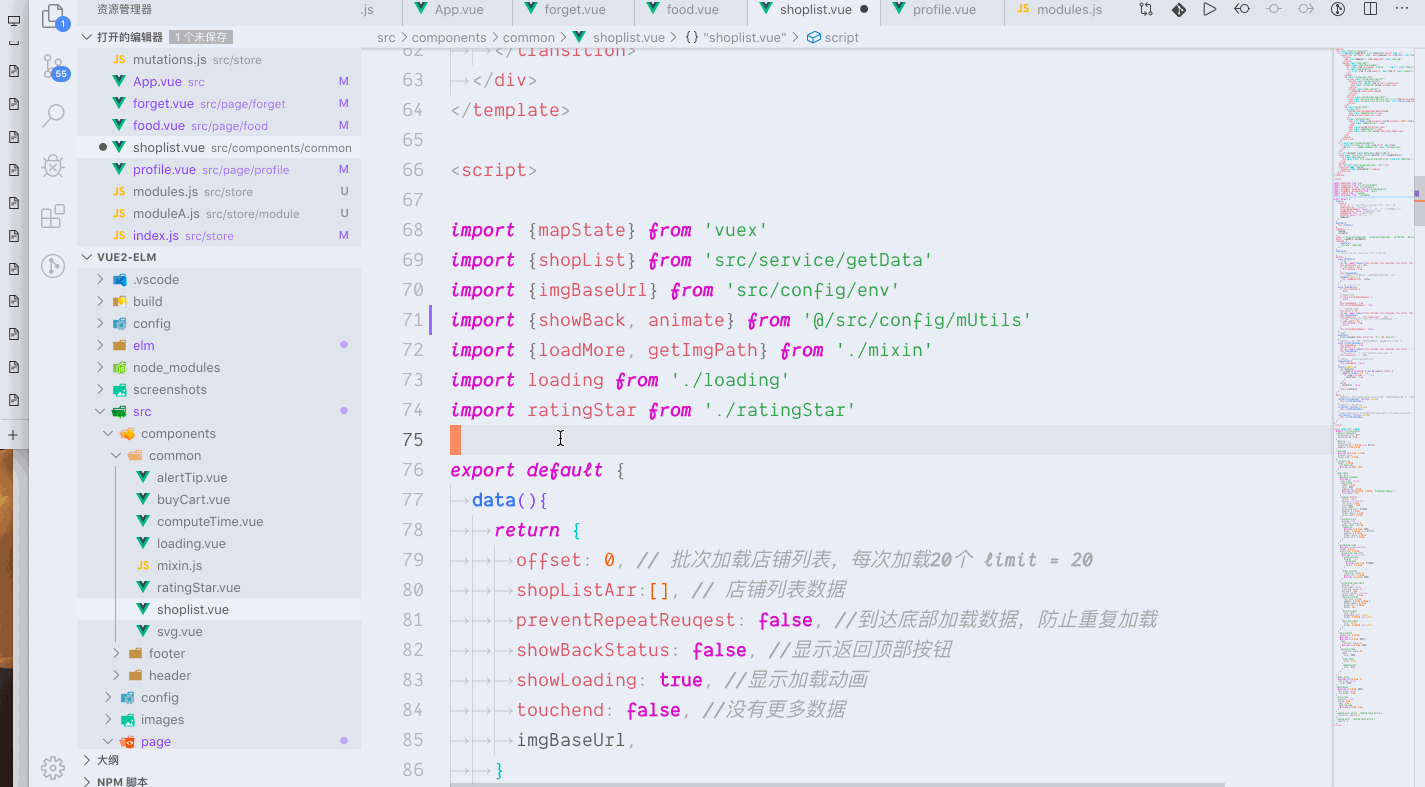 资源管理器
.js
App.vue
forget.vue
food.vue
shoplist.vue
profile.vue
JS modules.js
1
打开的编辑器 1 个未保存
src > components > common > shoplist.vue > {} "shoplist.vue" > script
JS mutations.js src/store
App.vue src M
forget.vue src/page/forget M
food.vue src/page/food M
shoplist.vue src/components/common
profile.vue src/page/profile M
JS modules.js src/store U
JS moduleA.js src/store/module U
JS index.js src/store M
55
VUE2-ELM
.vscode
build
config
elm
node_modules
screenshots
src
components
common
alertTip.vue
buyCart.vue
computeTime.vue
loading.vue
JS mixin.js
ratingStar.vue
shoplist.vue
svg.vue
footer
header
config
images
page
大纲
NPM 脚本
62 </transition>
63 </div>
64 </template>
65
66 <script>
67
68 import {mapState} from 'vuex'
69 import {shopList} from 'src/service/getData'
70 import {imgBaseUrl} from 'src/config/env'
71 import {showBack, animate} from '@/src/config/mUtils'
72 import {loadMore, getImgPath} from './mixin'
73 import loading from './loading'
74 import ratingStar from './ratingStar'
75
76 export default {
77 data(){
78 return {
79 offset: 0, // 批次加载店铺列表，每次加载20个 limit = 20
80 shopListArr:[], // 店铺列表数据
81 preventRepeatReuqest: false, //到达底部加载数据，防止重复加载
82 showBackStatus: false, //显示返回顶部按钮
83 showLoading: true, //显示加载动画
84 touchend: false, //没有更多数据
85 imgBaseUrl,
86 }